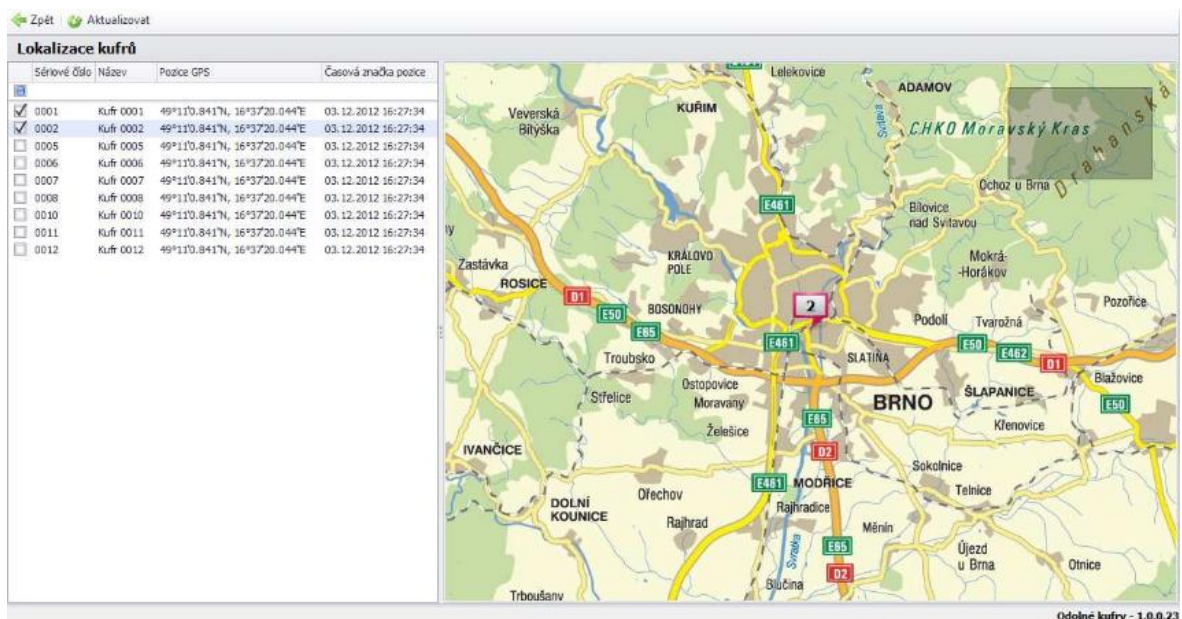 Zpět Aktualizovat
Lokalizace kufrů
Sériové číslo Název Pozice GPS Časová značka pozice
0001 Kufr 0001 49°11'0.841"N, 16°37'20.044"E 03.12.2012 16:27:34
0002 Kufr 0002 49°11'0.841"N, 16°37'20.044"E 03.12.2012 16:27:34
0005 Kufr 0005 49°11'0.841"N, 16°37'20.044"E 03.12.2012 16:27:34
0006 Kufr 0006 49°11'0.841"N, 16°37'20.044"E 03.12.2012 16:27:34
0007 Kufr 0007 49°11'0.841"N, 16°37'20.044"E 03.12.2012 16:27:34
0008 Kufr 0008 49°11'0.841"N, 16°37'20.044"E 03.12.2012 16:27:34
0010 Kufr 0010 49°11'0.841"N, 16°37'20.044"E 03.12.2012 16:27:34
0011 Kufr 0011 49°11'0.841"N, 16°37'20.044"E 03.12.2012 16:27:34
0012 Kufr 0012 49°11'0.841"N, 16°37'20.044"E 03.12.2012 16:27:34
Lelekovice
ADAMOV
KUŘIM
Veverská
Bítýška
Svitava
CHKO Moravský Kras
Drahanská
Ochoz u Brna
E461
Bílovice
nad Svitavou
KRÁLOVO
POLE
Mokrá-
-Horákov
Zastávka
ROSICE
D1
2
Pozořice
E50
BOSONOHY
Podolí
Tvarožná
E65
E461
E50
E462
D1
Troubsko
SLATINA
Blažovice
Ostopovice
Střelice
Moravany
BRNO
ŠLAPANICE
E50
E65
Křenovice
Želešice
IVANČICE
D2
Sokolnice
E461
MODŘICE
Telnice
Ořechov
DOLNÍ
KOUNICE
Rajhradice
Rajhrad
Měnín
Svratka
E65
Újezd
u Brna
Otnice
D2
Blučina
Trboušany
Odolné kufry - 1.0.0.23